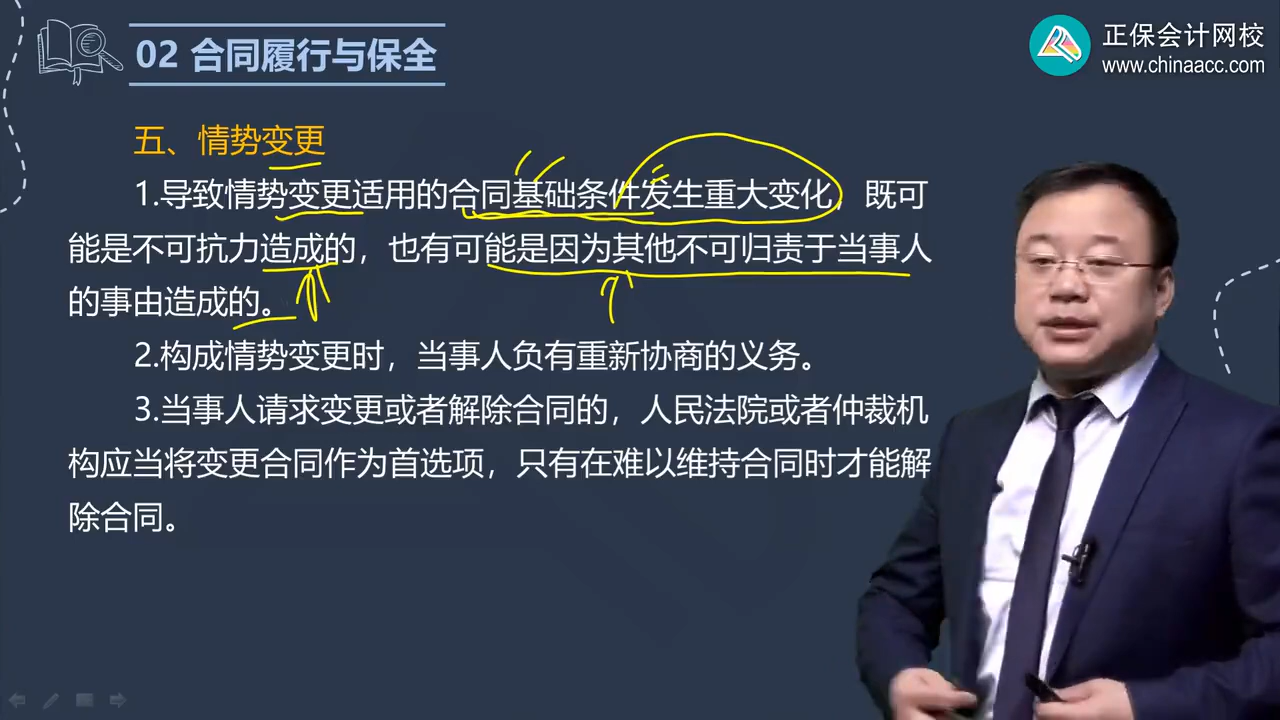 02 合同履行与保全
正保会计网校
www.chinaacc.com
五、情势变更
1.导致情势变更适用的合同基础条件发生重大变化，既可
能是不可抗力造成的，也有可能是因为其他不可归责于当事人
的事由造成的。
2.构成情势变更时，当事人负有重新协商的义务。
3.当事人请求变更或者解除合同的，人民法院或者仲裁机
构应当将变更合同作为首选项，只有在难以维持合同时才能解
除合同。